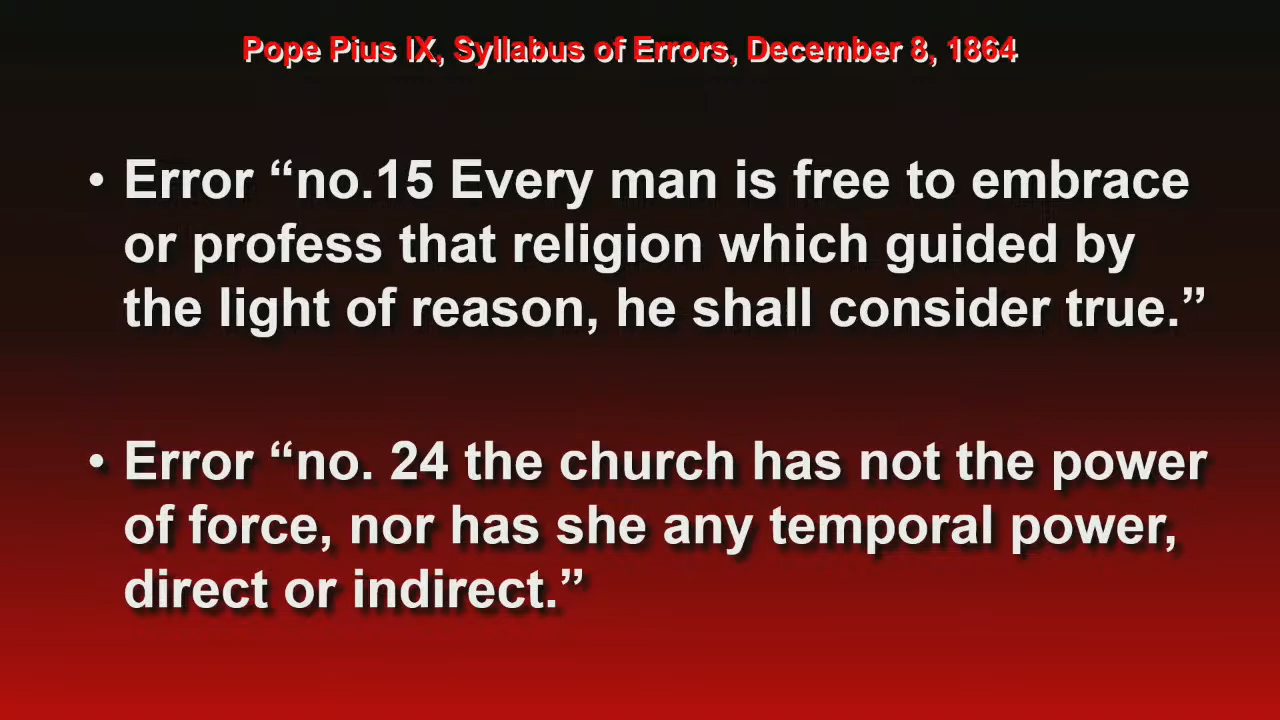 Pope Pius IX, Syllabus of Errors, December 8, 1864
• Error “no.15 Every man is free to embrace
or profess that religion which guided by
the light of reason, he shall consider true.”
• Error “no. 24 the church has not the power
of force, nor has she any temporal power,
direct or indirect.”